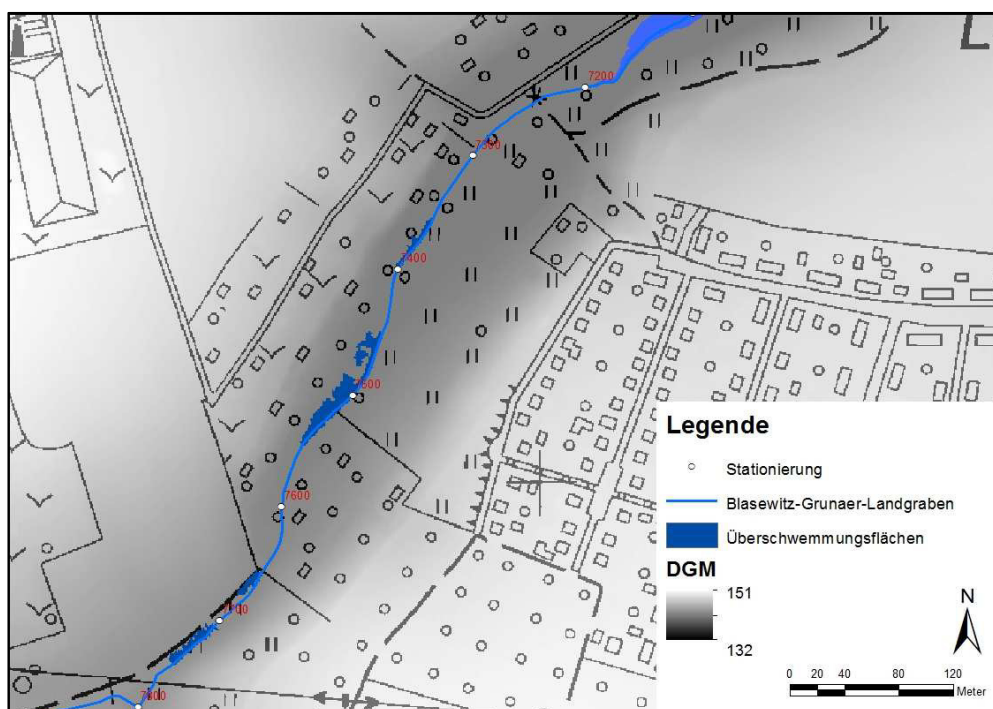 7200
7300
7400
7500
7600
7700
7800
Legende
Stationierung
Blasewitz-Grunaer-Landgraben
Überschwemmungsflächen
DGM
151
132
N
0 20 40 80 120
Meter